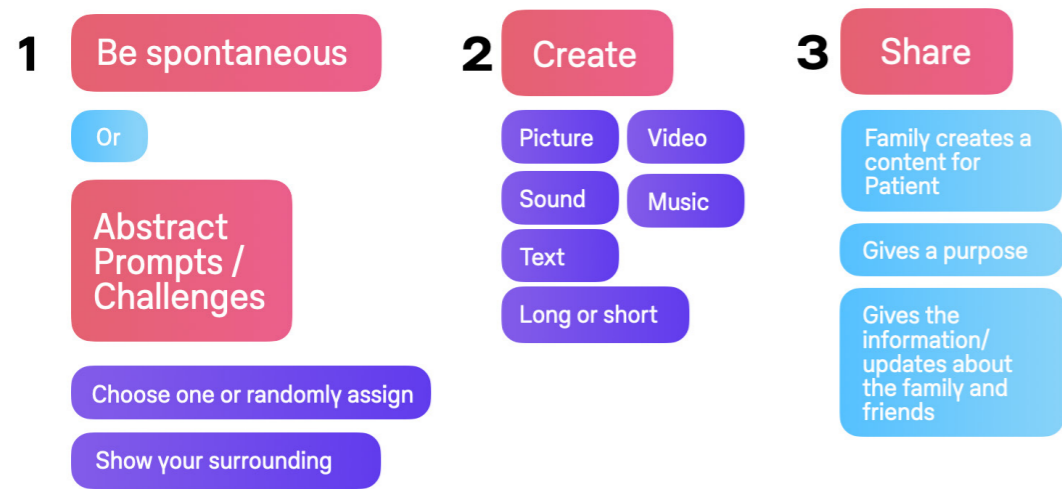 1
Be spontaneous
Or
Abstract
Prompts /
Challenges
Choose one or randomly assign
Show your surrounding
2
Create
Picture
Video
Sound
Music
Text
Long or short
3
Share
Family creates a
content for
Patient
Gives a purpose
Gives the
information/
updates about
the family and
friends